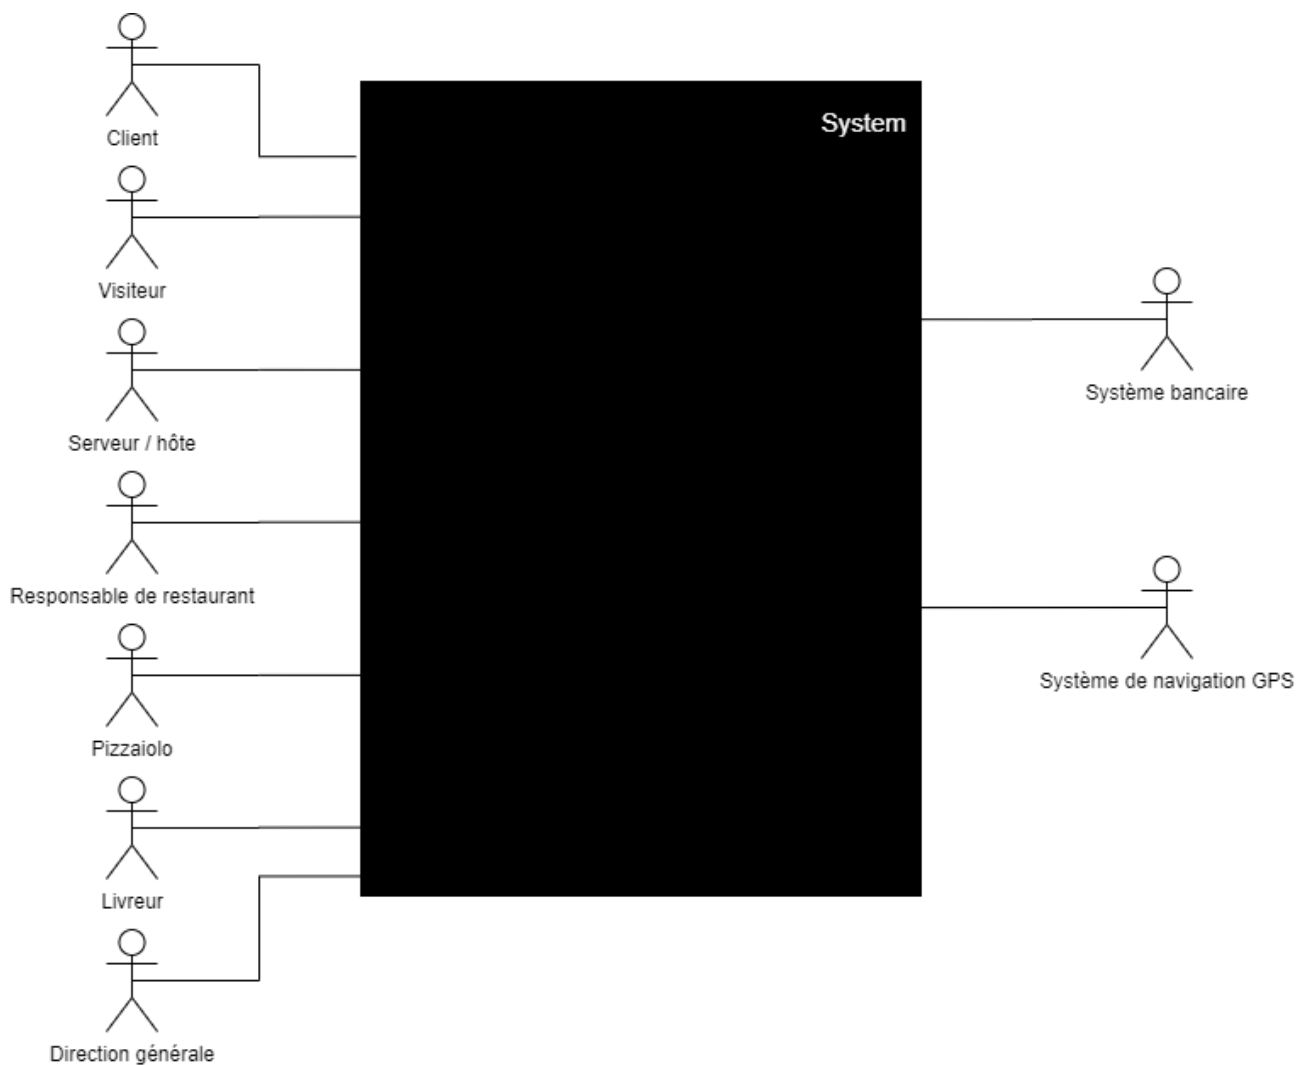 Client
System
Visiteur
Serveur / hôte
Système bancaire
Responsable de restaurant
Système de navigation GPS
Pizzaiolo
Livreur
Direction générale